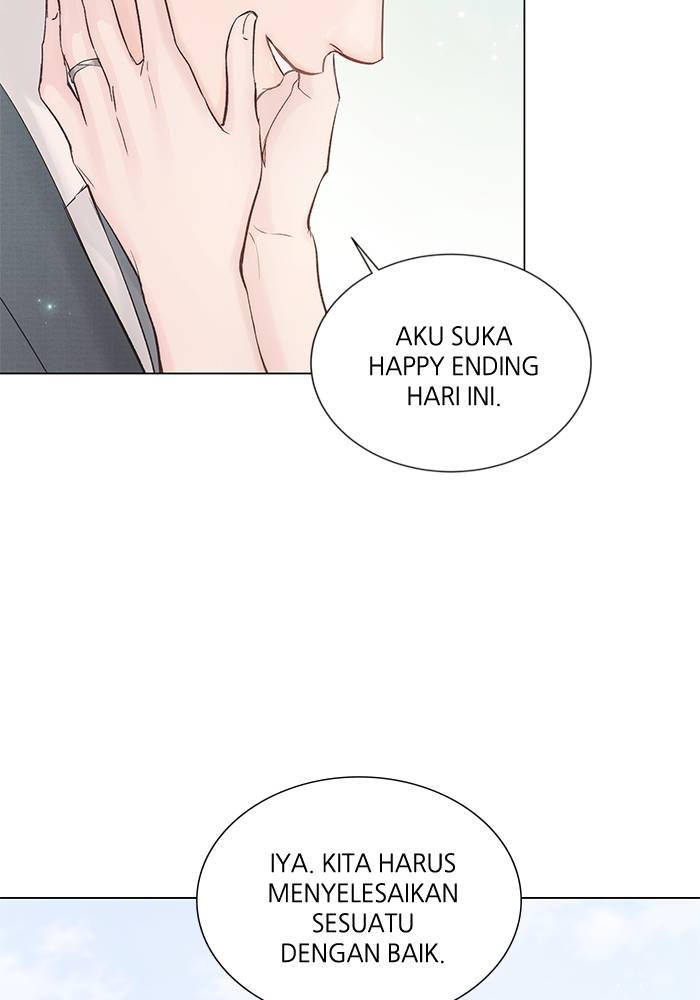 AKU SUKA
HAPPY ENDING
HARI INI.
IYA. KITA HARUS
MENYELESAIKAN
SESUATU
DENGAN BAIK.